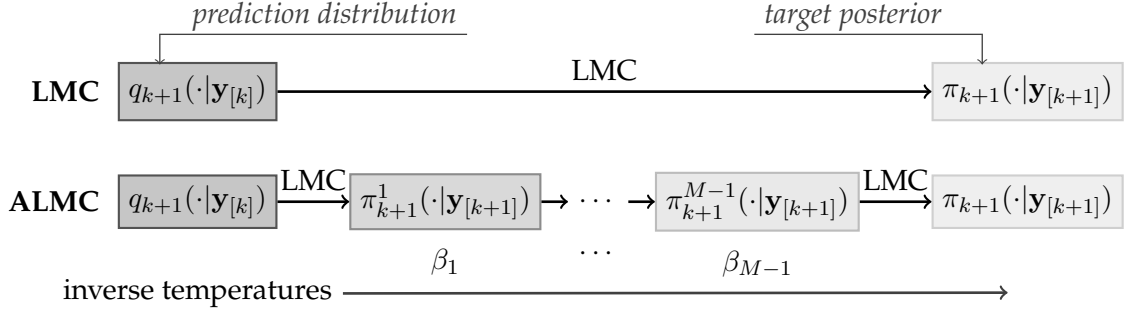 prediction distribution target posterior
LMC q_{k+1}(·|𝐲_{[k]}) LMC π_{k+1}(·|𝐲_{[k+1]})
ALMC q_{k+1}(·|𝐲_{[k]}) LMC π^1_{k+1}(·|𝐲_{[k+1]}) ··· π^{M−1}_{k+1}(·|𝐲_{[k+1]}) LMC π_{k+1}(·|𝐲_{[k+1]})
β_1 ··· β_{M−1}
inverse temperatures